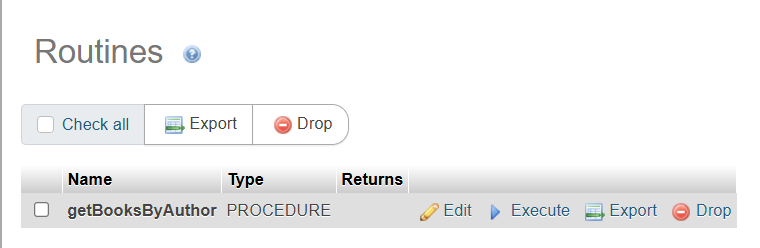 Routines
Check all Export Drop
Name Type Returns
getBooksByAuthor PROCEDURE Edit Execute Export Drop